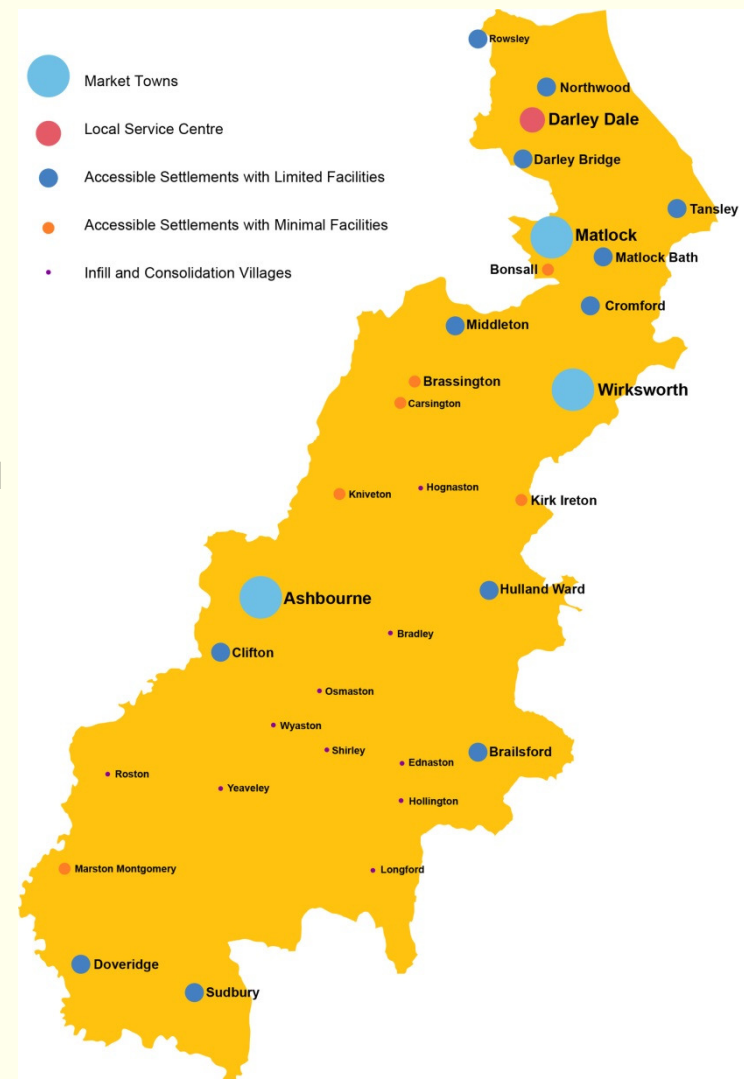 Rowsley
Market Towns
Northwood
Local Service Centre
Darley Dale
Darley Bridge
Accessible Settlements with Limited Facilities
Tansley
Accessible Settlements with Minimal Facilities
Matlock
Matlock Bath
Bonsall
Infill and Consolidation Villages
Cromford
Middleton
Brassington
Wirksworth
Carsington
Hognaston
Kniveton
Kirk Ireton
Hulland Ward
Ashbourne
Bradley
Clifton
Osmaston
Wyaston
Shirley
Brailsford
Ednaston
Roston
Yeaveley
Hollington
Marston Montgomery
Longford
Doveridge
Sudbury